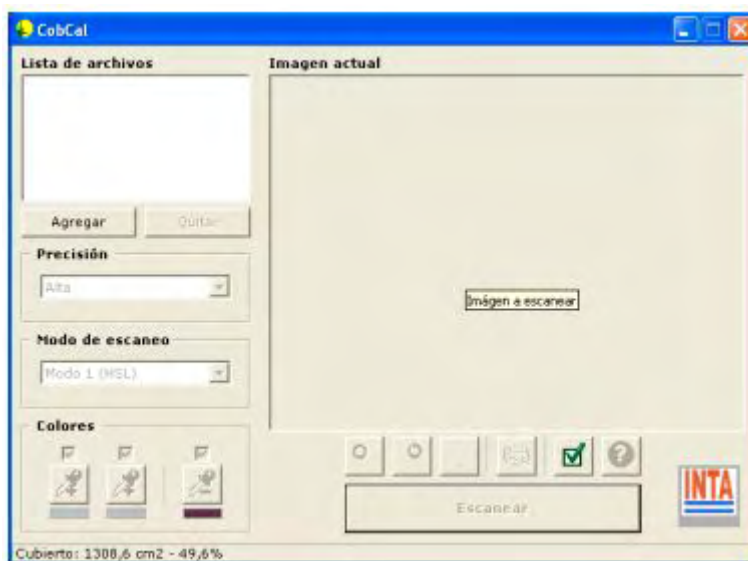 CobCal
Lista de archivos
Imagen actual
Agregar
Quitar
Precisión
Alta
Imágen a escanear
Modo de escaneo
Modo 1 (HSL)
Colores
?
INTA
Escanear
Cubierto: 1308,6 cm2 - 49,6%